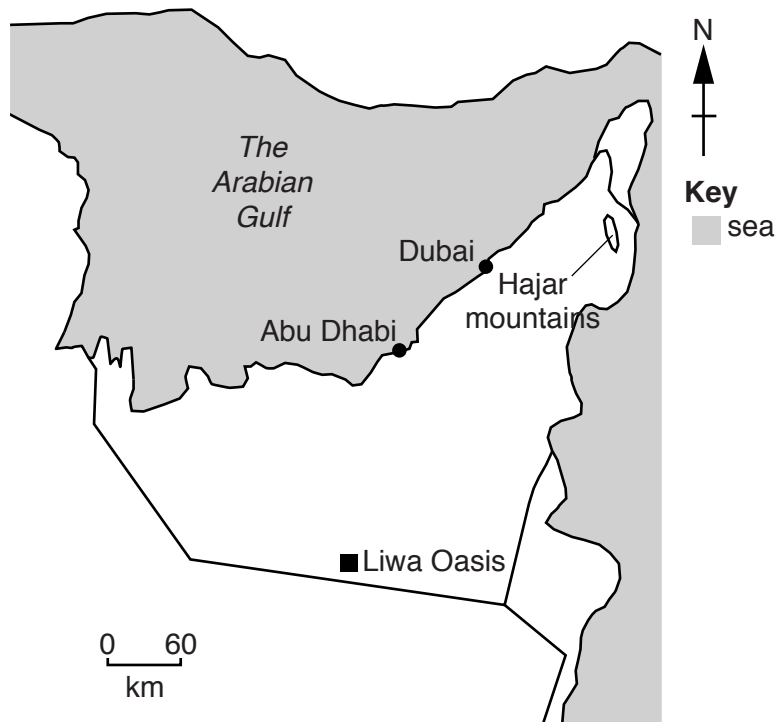 N
The
Arabian
Gulf
Key
sea
Dubai
Hajar
mountains
Abu Dhabi
Liwa Oasis
0 60
km